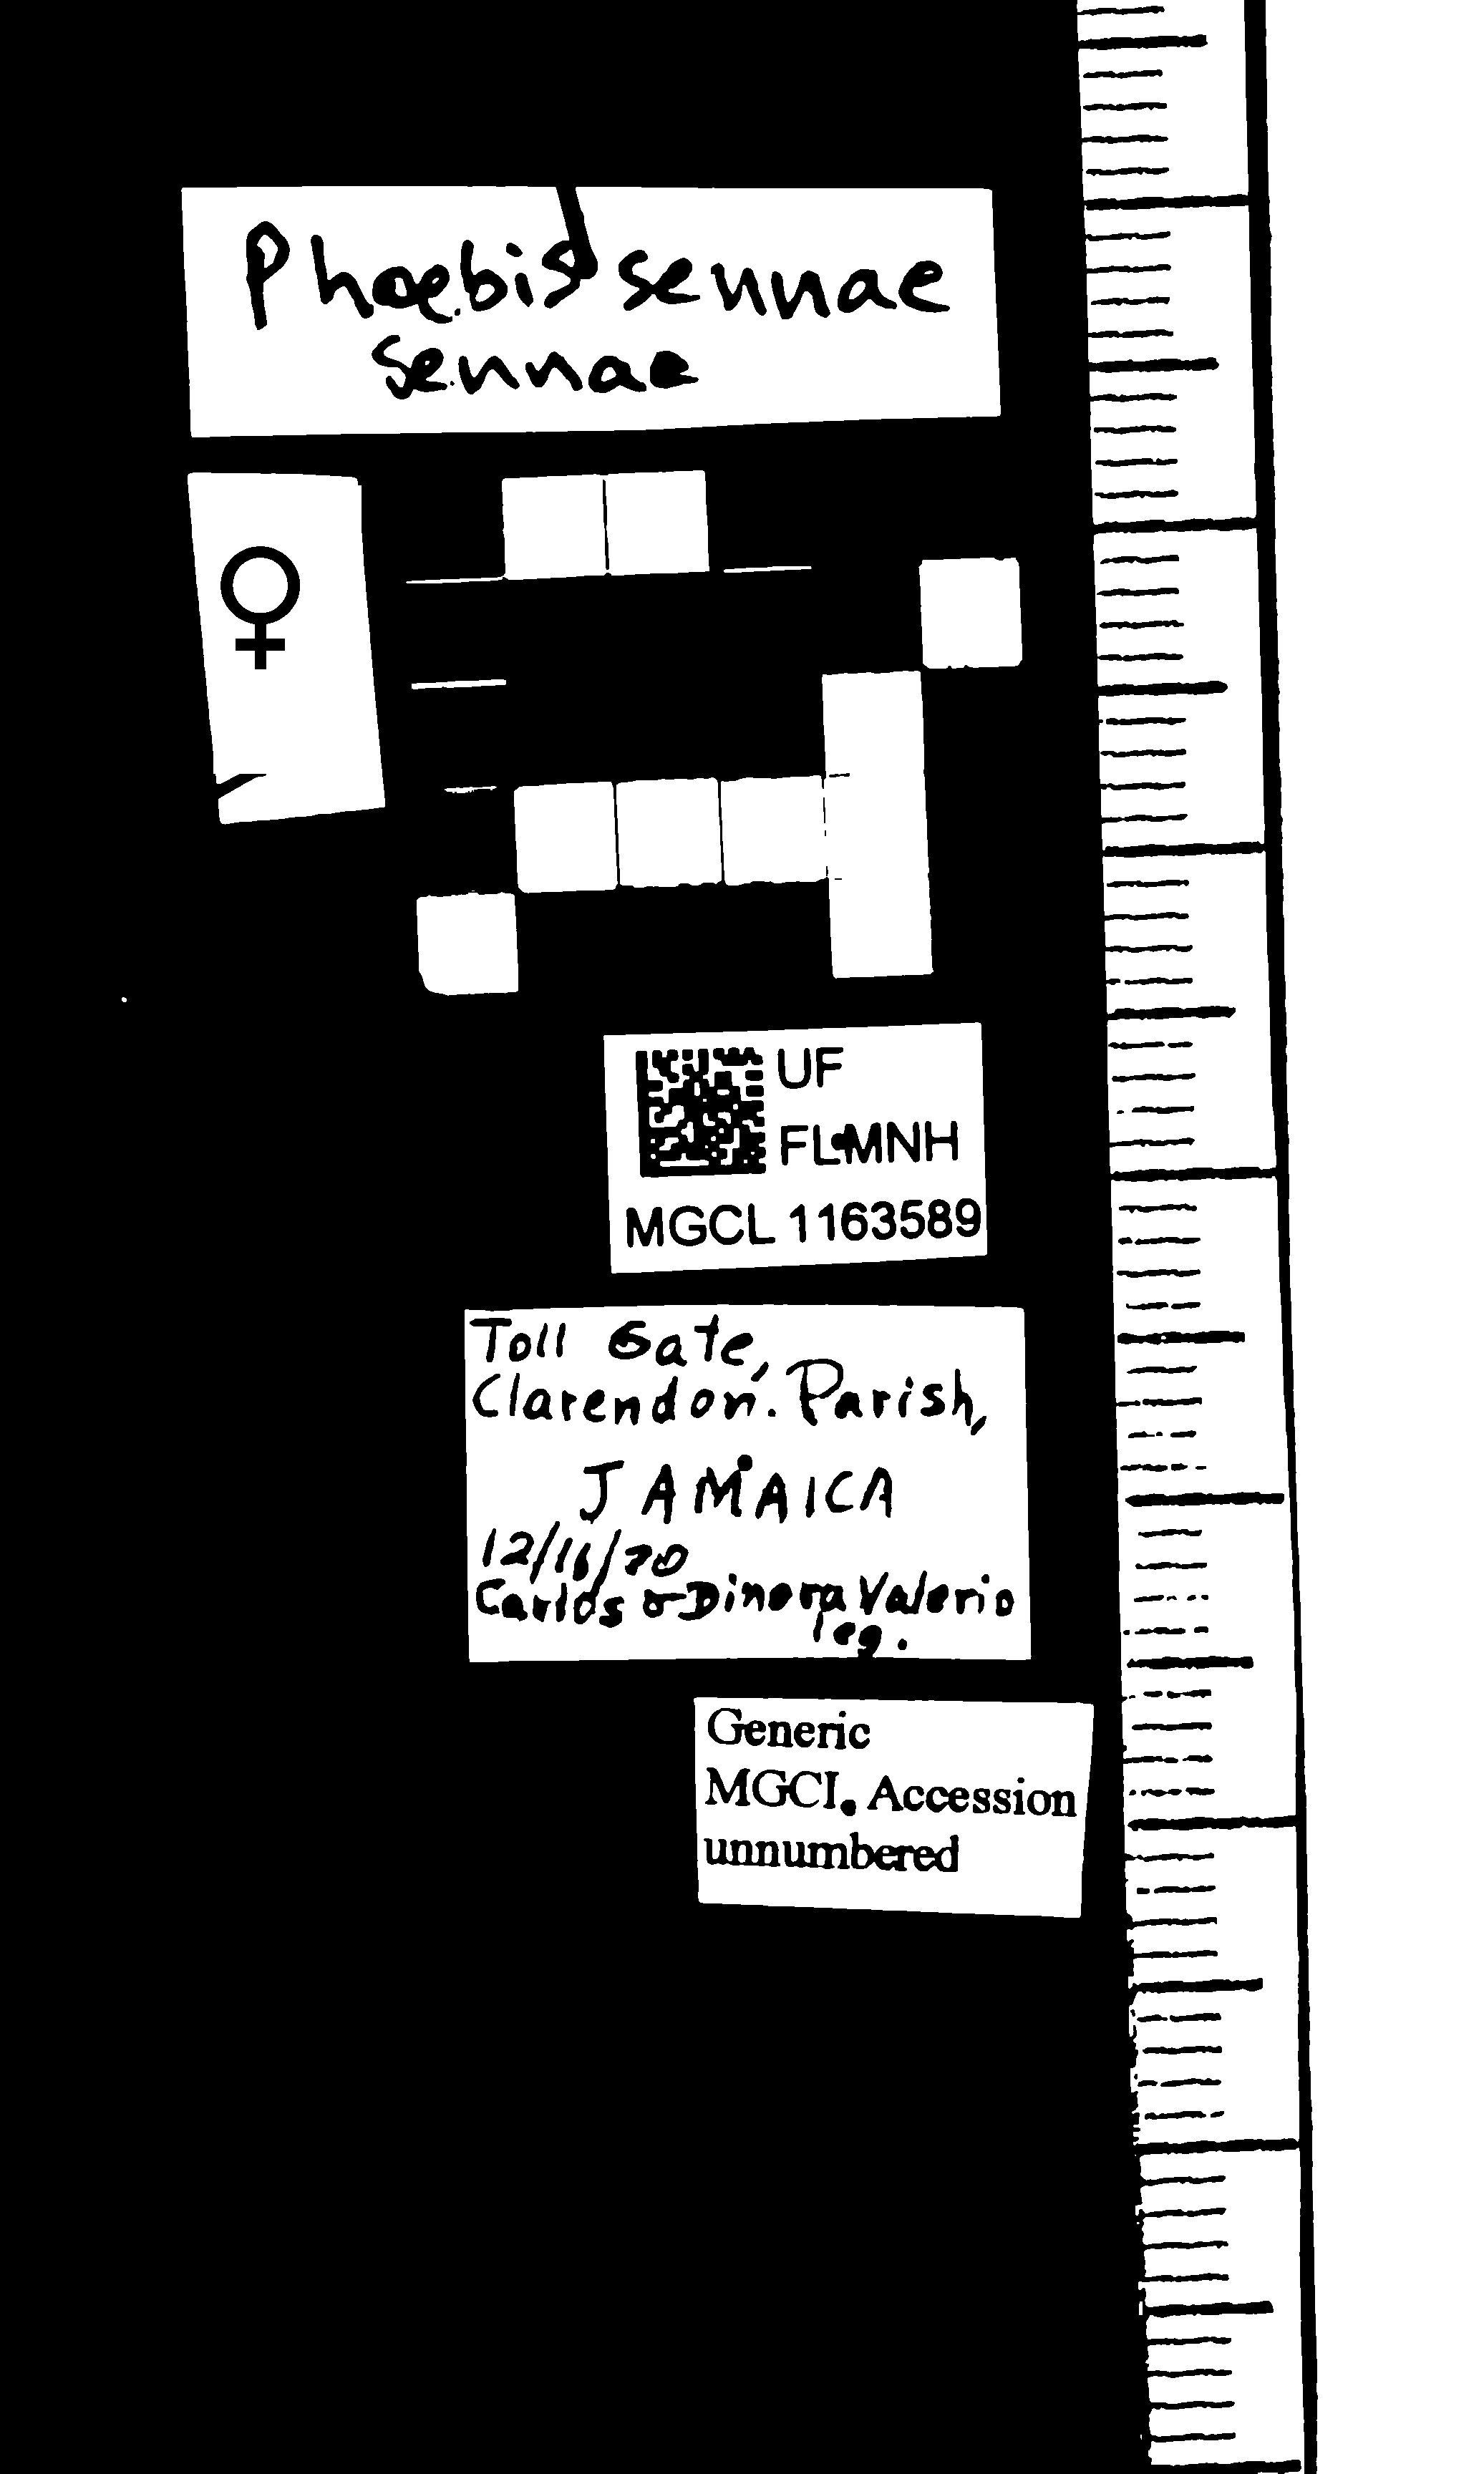 Phoebis sennae
sennae
♀
UF
FLMNH
MGCL 1163589
Toll Gate,
Clarendon. Parish,
JAMAICA
12/16/70
Carlos & Dinora Valerio
leg.
Generic
MGCL Accession
unnumbered